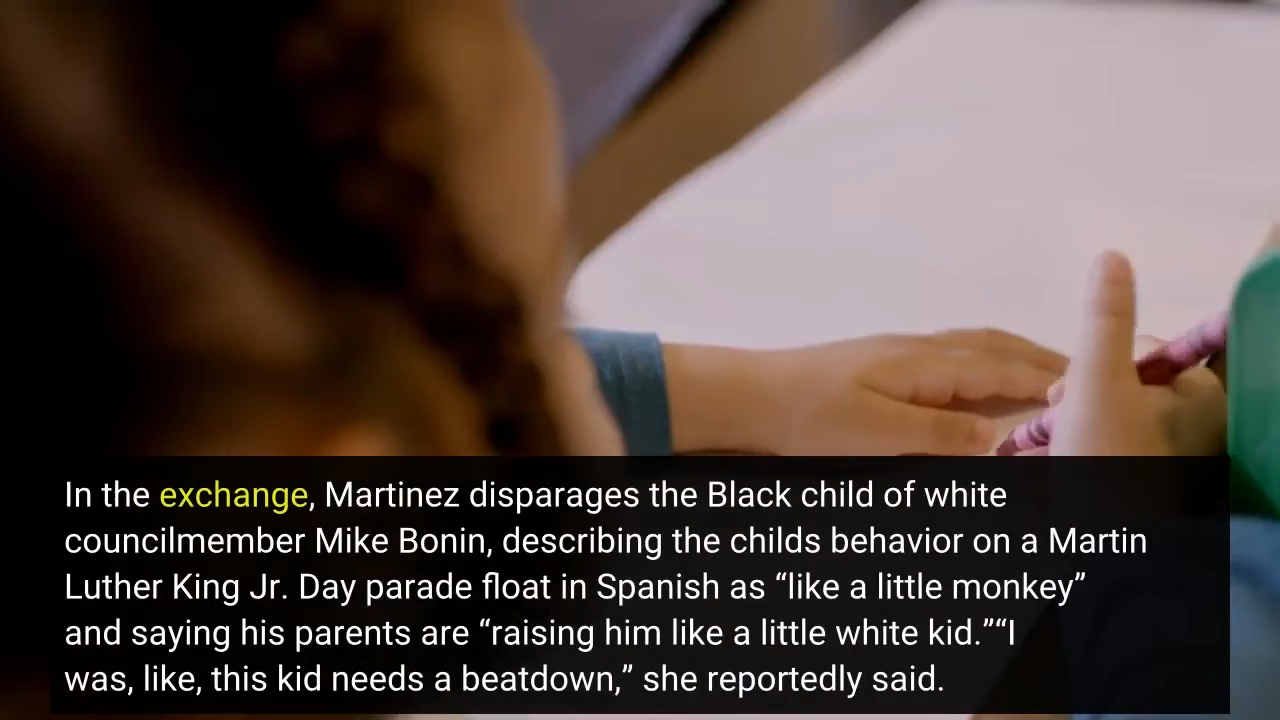 In the exchange, Martinez disparages the Black child of white
councilmember Mike Bonin, describing the childs behavior on a Martin
Luther King Jr. Day parade float in Spanish as “like a little monkey”
and saying his parents are “raising him like a little white kid.”“I
was, like, this kid needs a beatdown,” she reportedly said.